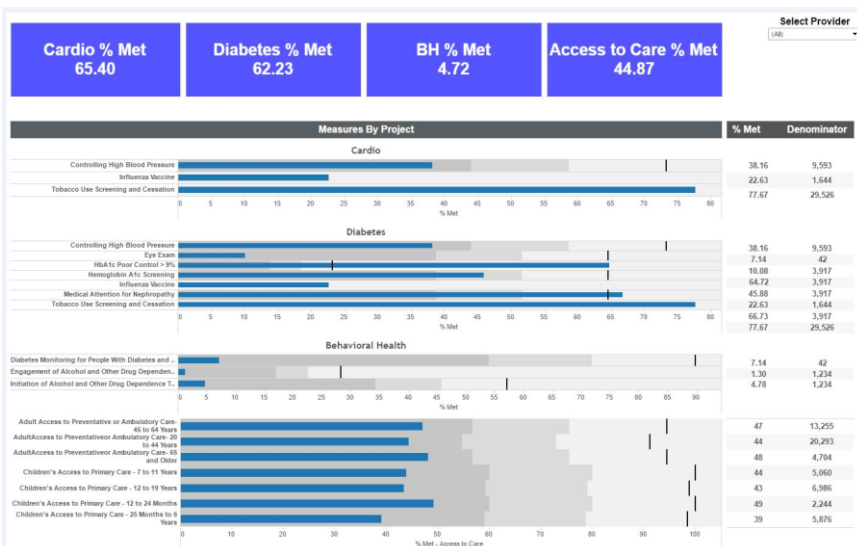 Select Provider
(All)
Cardio % Met
65.40
Diabetes % Met
62.23
BH % Met
4.72
Access to Care % Met
44.87
Measures By Project
% Met Denominator
Cardio
Controlling High Blood Pressure 38.16 9,593
Influenza Vaccine 22.63 1,644
Tobacco Use Screening and Cessation 77.67 29,526
0 5 10 15 20 25 30 35 40 45 50 55 60 65 70 75 80
% Met
Diabetes
Controlling High Blood Pressure 38.16 9,593
Eye Exam 7.14 42
HbA1c Poor Control > 9% 10.08 3,917
Hemoglobin A1c Screening 64.72 3,917
Influenza Vaccine 45.88 3,917
Medical Attention for Nephropathy 22.63 1,644
Tobacco Use Screening and Cessation 66.73 3,917
77.67 29,526
0 5 10 15 20 25 30 35 40 45 50 55 60 65 70 75 80
% Met
Behavioral Health
Diabetes Monitoring for People With Diabetes and .. 7.14 42
Engagement of Alcohol and Other Drug Dependen.. 1.30 1,234
Initiation of Alcohol and Other Drug Dependence T.. 4.78 1,234
0 5 10 15 20 25 30 35 40 45 50 55 60 65 70 75 80 85 90
% Met
Adult Access to Preventative or Ambulatory Care-
45 to 64 Years 47 13,255
AdultAccess to Preventativeor Ambulatory Care- 20
to 44 Years 44 20,293
AdultAccess to Preventativeor Ambulatory Care- 65
and Older 48 4,704
Children's Access to Primary Care - 7 to 11 Years 44 5,060
Children's Access to Primary Care - 12 to 19 Years 43 6,986
Children's Access to Primary Care - 12 to 24 Months 49 2,244
Children's Access to Primary Care - 25 Months to 6
Years 39 5,876
0 10 20 30 40 50 60 70 80 90 100
% Met - Access to Care